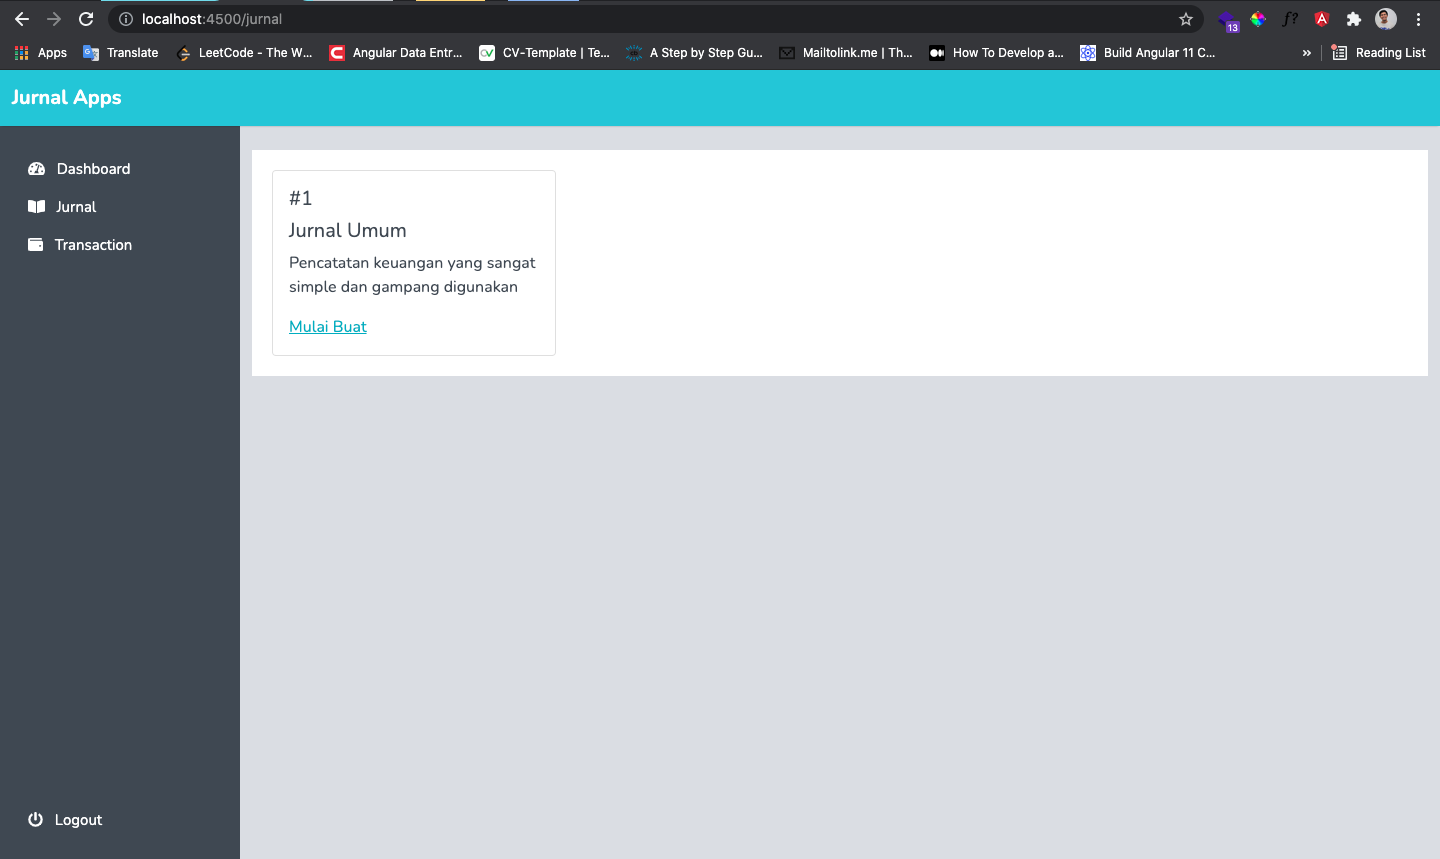 localhost:4500/jurnal
f?
13
Apps
Translate
LeetCode - The W...
Angular Data Entr...
CV-Template | Te...
A Step by Step Gu...
Mailtolink.me | Th...
How To Develop a...
Build Angular 11 C...
»
Reading List
Jurnal Apps
Dashboard
Jurnal
Transaction
Logout
#1
Jurnal Umum
Pencatatan keuangan yang sangat
simple dan gampang digunakan
Mulai Buat